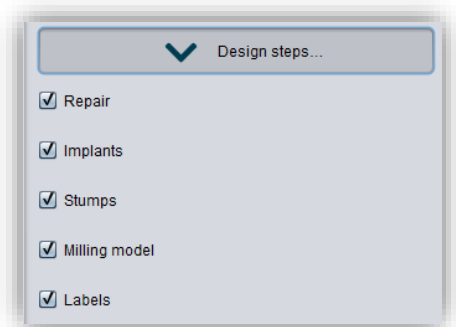 Design steps...
Repair
Implants
Stumps
Milling model
Labels